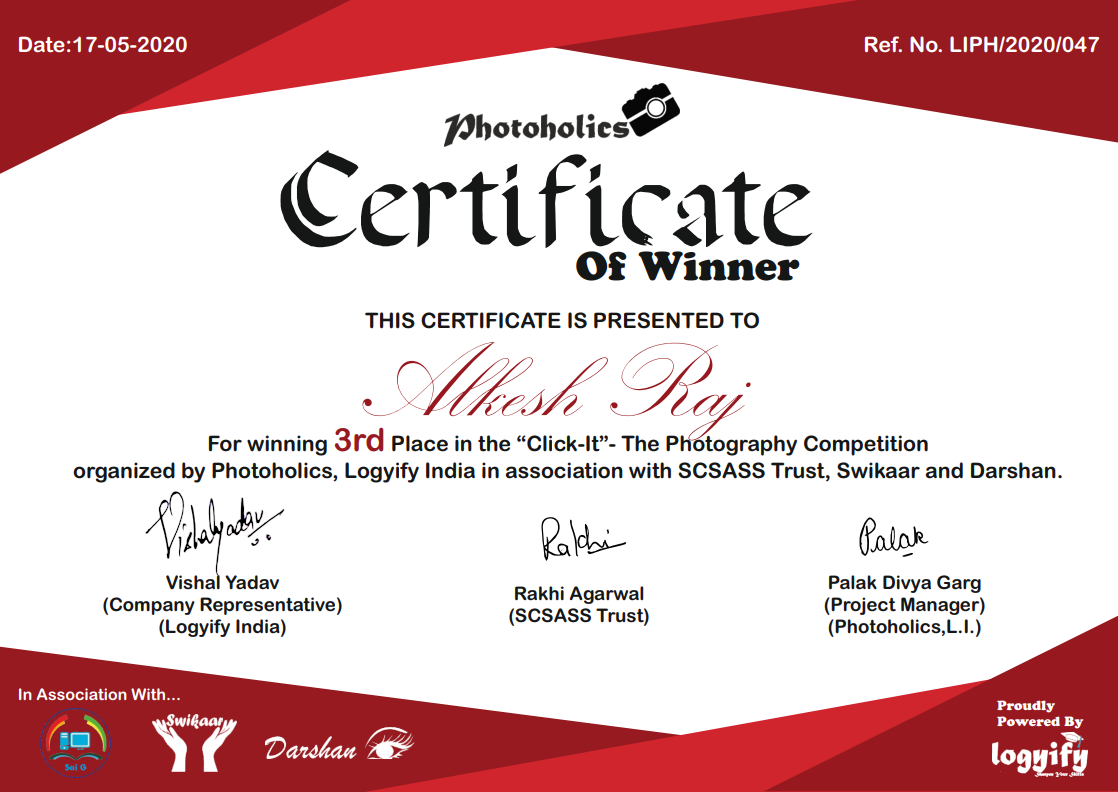 Date:17-05-2020
Ref. No. LIPH/2020/047
Photoholics
Certificate
Of Winner
THIS CERTIFICATE IS PRESENTED TO
Alkesh Raj
For winning 3rd Place in the “Click-It”- The Photography Competition
organized by Photoholics, Logyify India in association with SCSASS Trust, Swikaar and Darshan.
Vishalyadav
Rakhi
Palak
Vishal Yadav
(Company Representative)
(Logyify India)
Rakhi Agarwal
(SCSASS Trust)
Palak Divya Garg
(Project Manager)
(Photoholics,L.I.)
In Association With...
Sai G
Swikaar
Darshan
Proudly
Powered By
logyify
Sharpen Your Skills